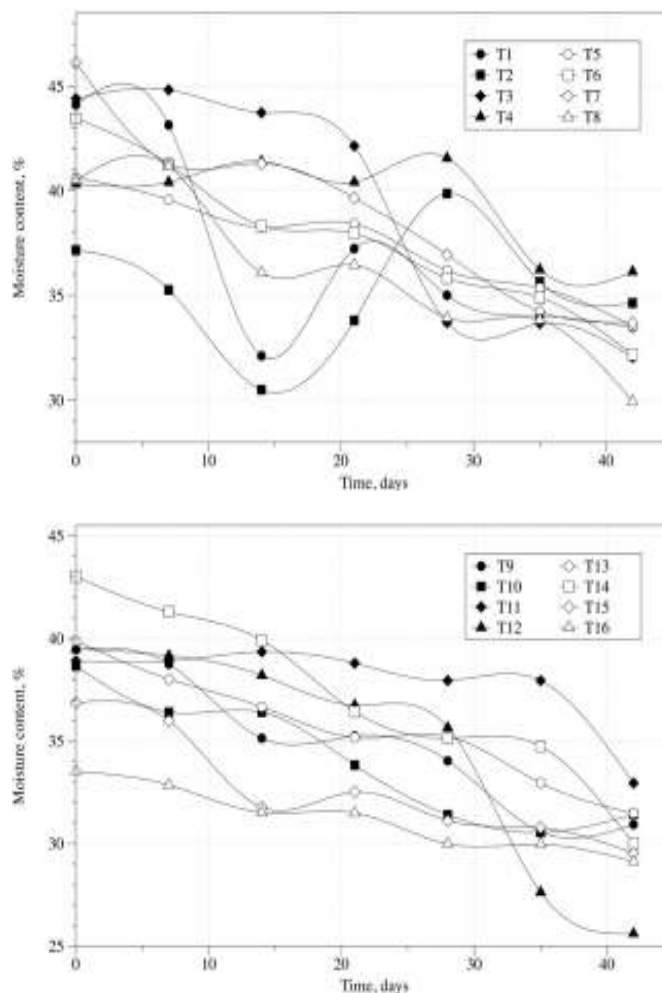 45
40
35
30
Moisture content, %
T1 T5
T2 T6
T3 T7
T4 T8
0 10 20 30 40
Time, days
45
40
35
30
25
Moisture content, %
T9 T13
T10 T14
T11 T15
T12 T16
0 10 20 30 40
Time, days